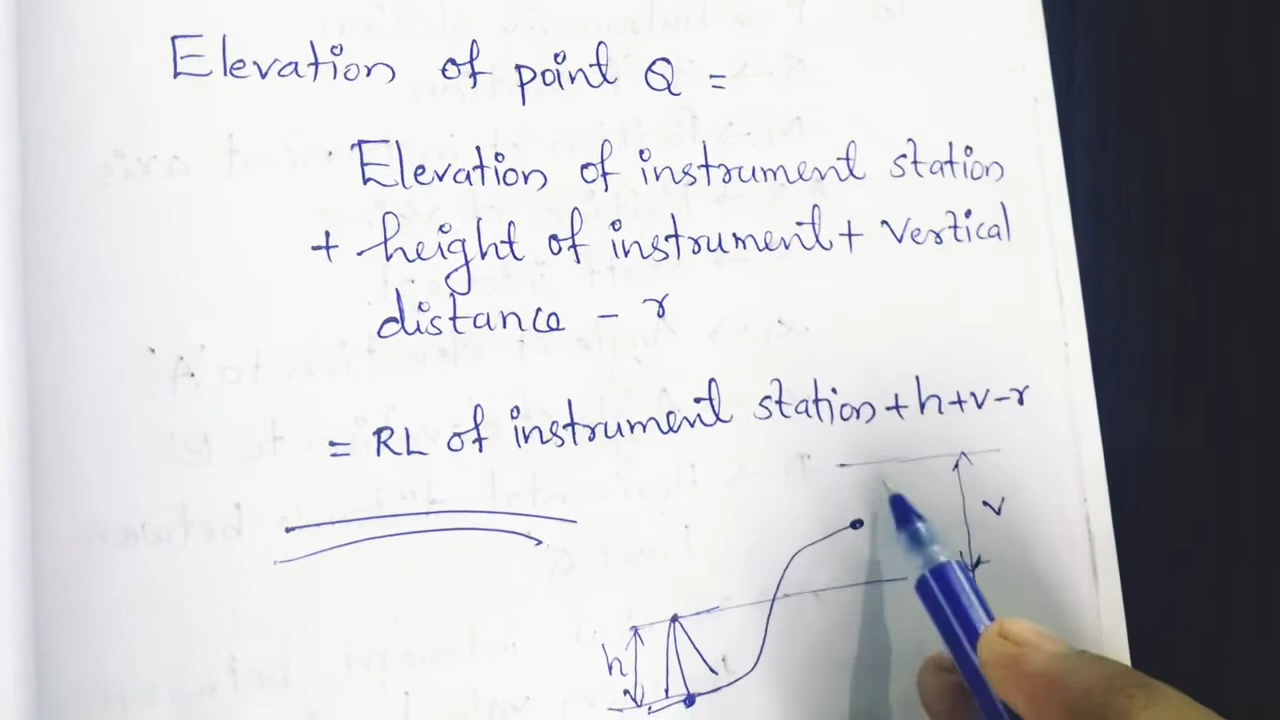 Elevation of point Q =
Elevation of instrument station
+ height of instrument + vertical
distance - r
= RL of instrument station + h + v - r
v
h